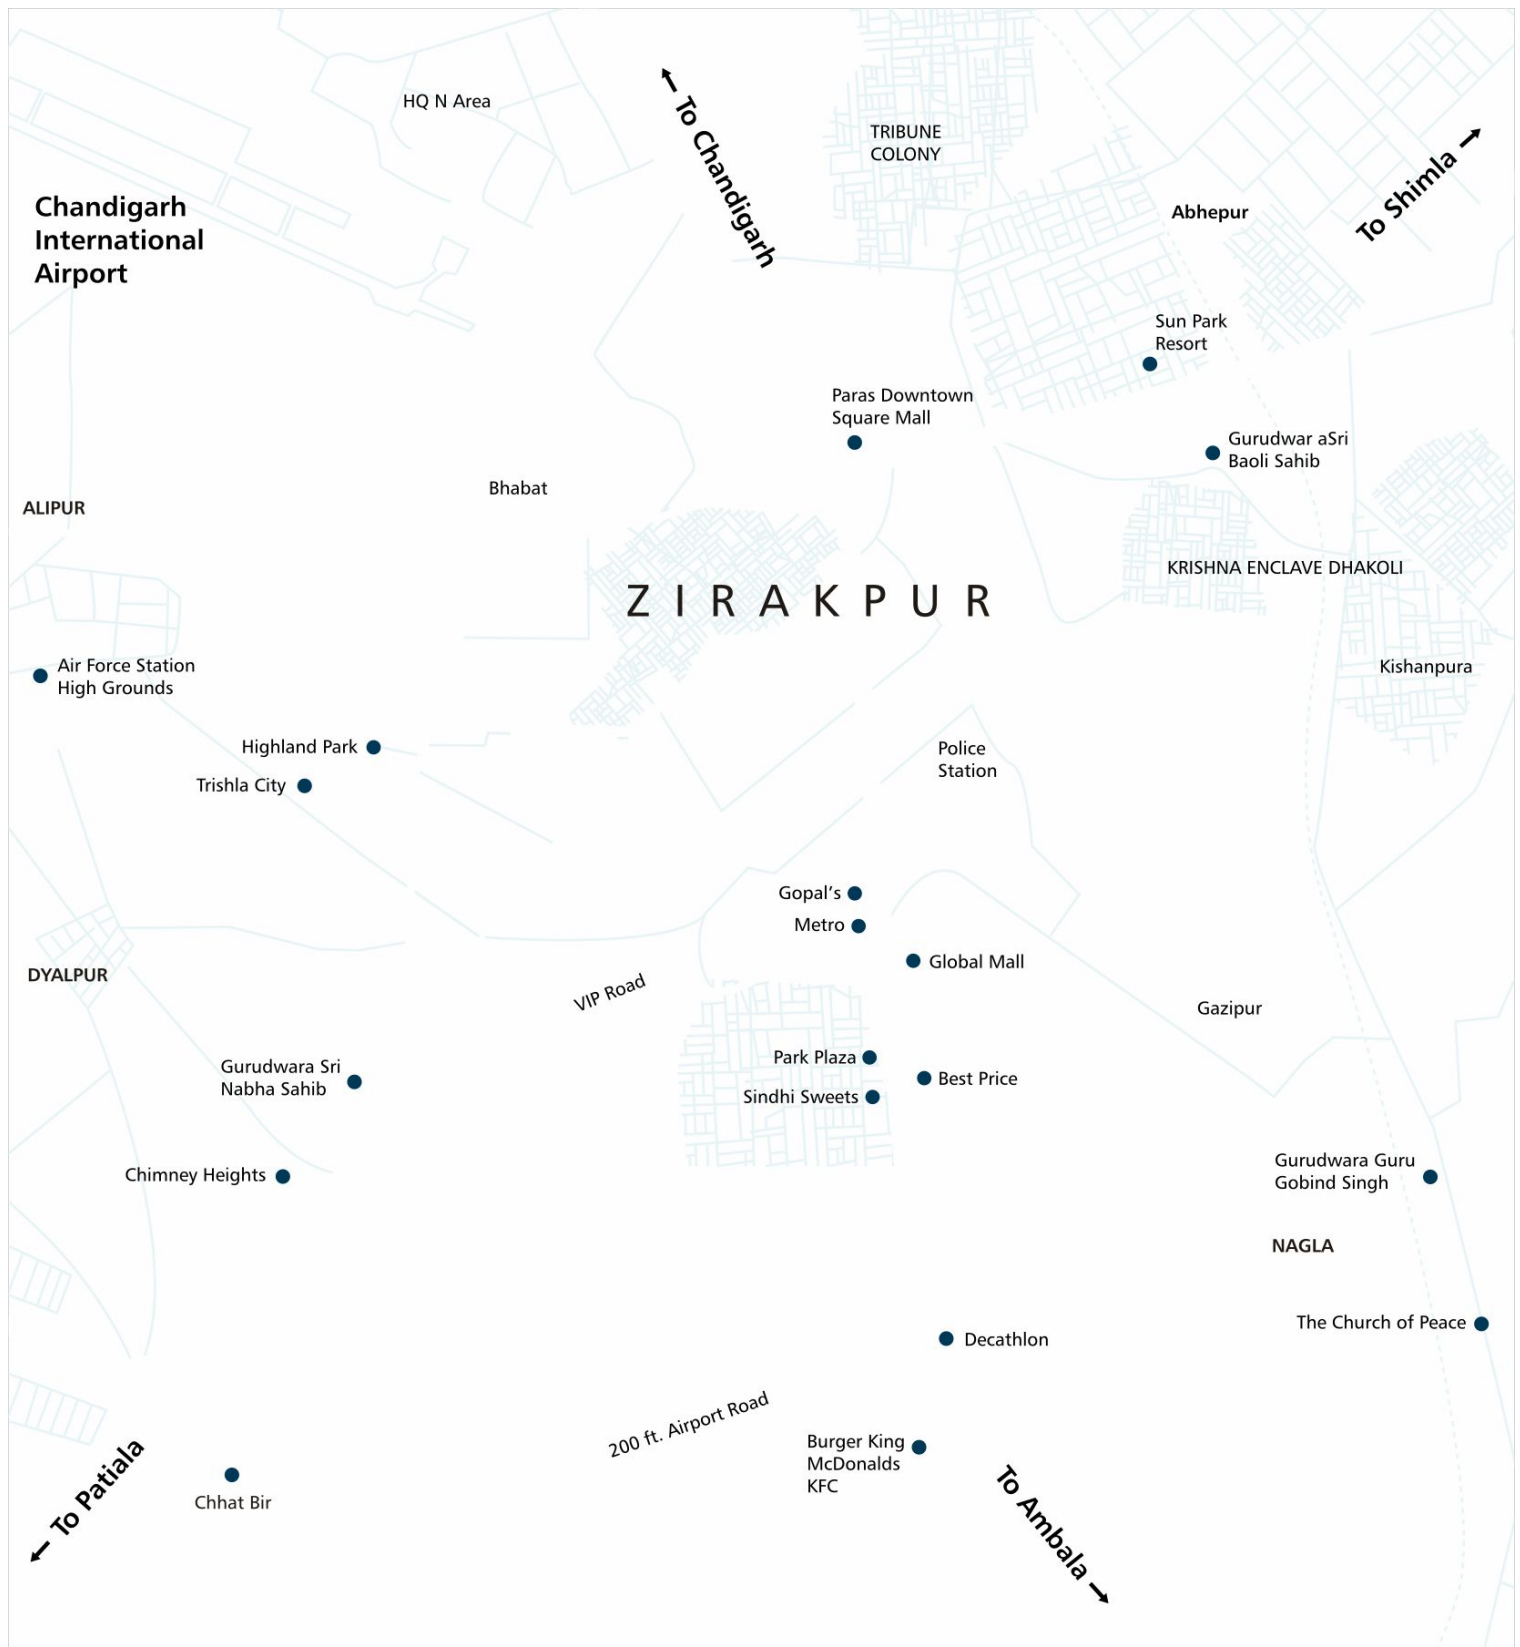 HQ N Area
To Chandigarh
TRIBUNE
COLONY
To Shimla
Chandigarh
International
Airport
Abhepur
Sun Park
Resort
Paras Downtown
Square Mall
Gurudwar aSri
Baoli Sahib
Bhabat
ALIPUR
KRISHNA ENCLAVE DHAKOLI
ZIRAKPUR
Air Force Station
High Grounds
Kishanpura
Highland Park
Police
Station
Trishla City
Gopal's
Metro
Global Mall
DYALPUR
VIP Road
Gazipur
Park Plaza
Gurudwara Sri
Nabha Sahib
Best Price
Sindhi Sweets
Chimney Heights
Gurudwara Guru
Gobind Singh
NAGLA
The Church of Peace
Decathlon
200 ft. Airport Road
Burger King
McDonalds
KFC
To Patiala
Chhat Bir
To Ambala